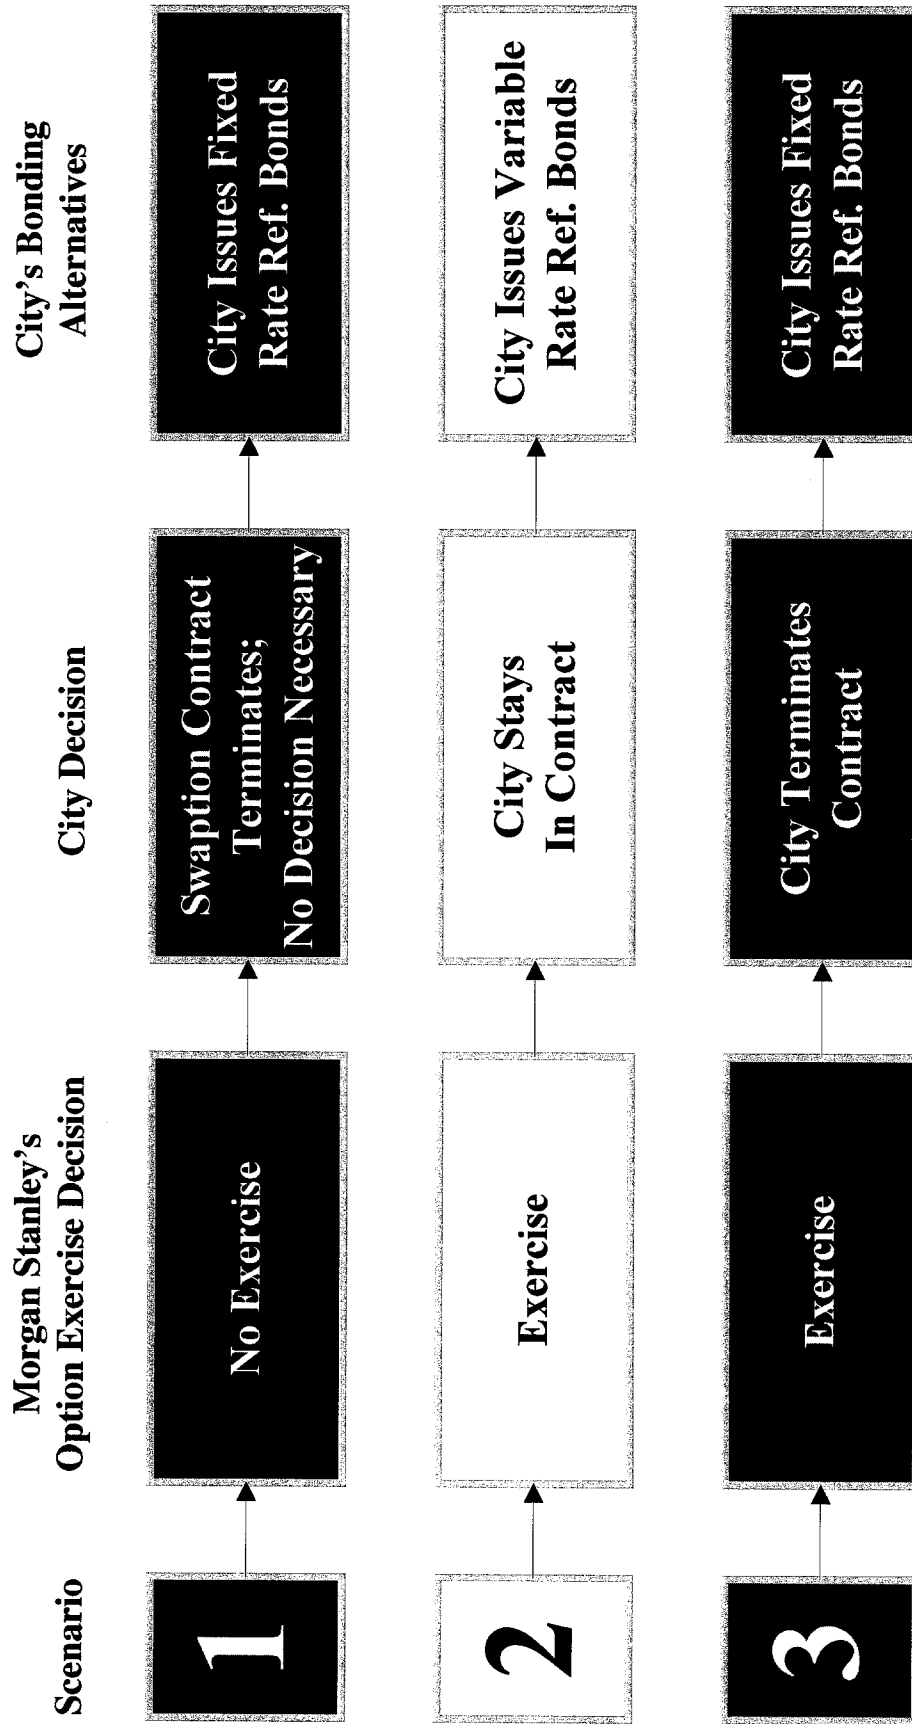 Scenario
Morgan Stanley's
Option Exercise Decision
City Decision
City's Bonding
Alternatives
1
No Exercise
Swaption Contract
Terminates;
No Decision Necessary
City Issues Fixed
Rate Ref. Bonds
2
Exercise
City Stays
In Contract
City Issues Variable
Rate Ref. Bonds
3
Exercise
City Terminates
Contract
City Issues Fixed
Rate Ref. Bonds